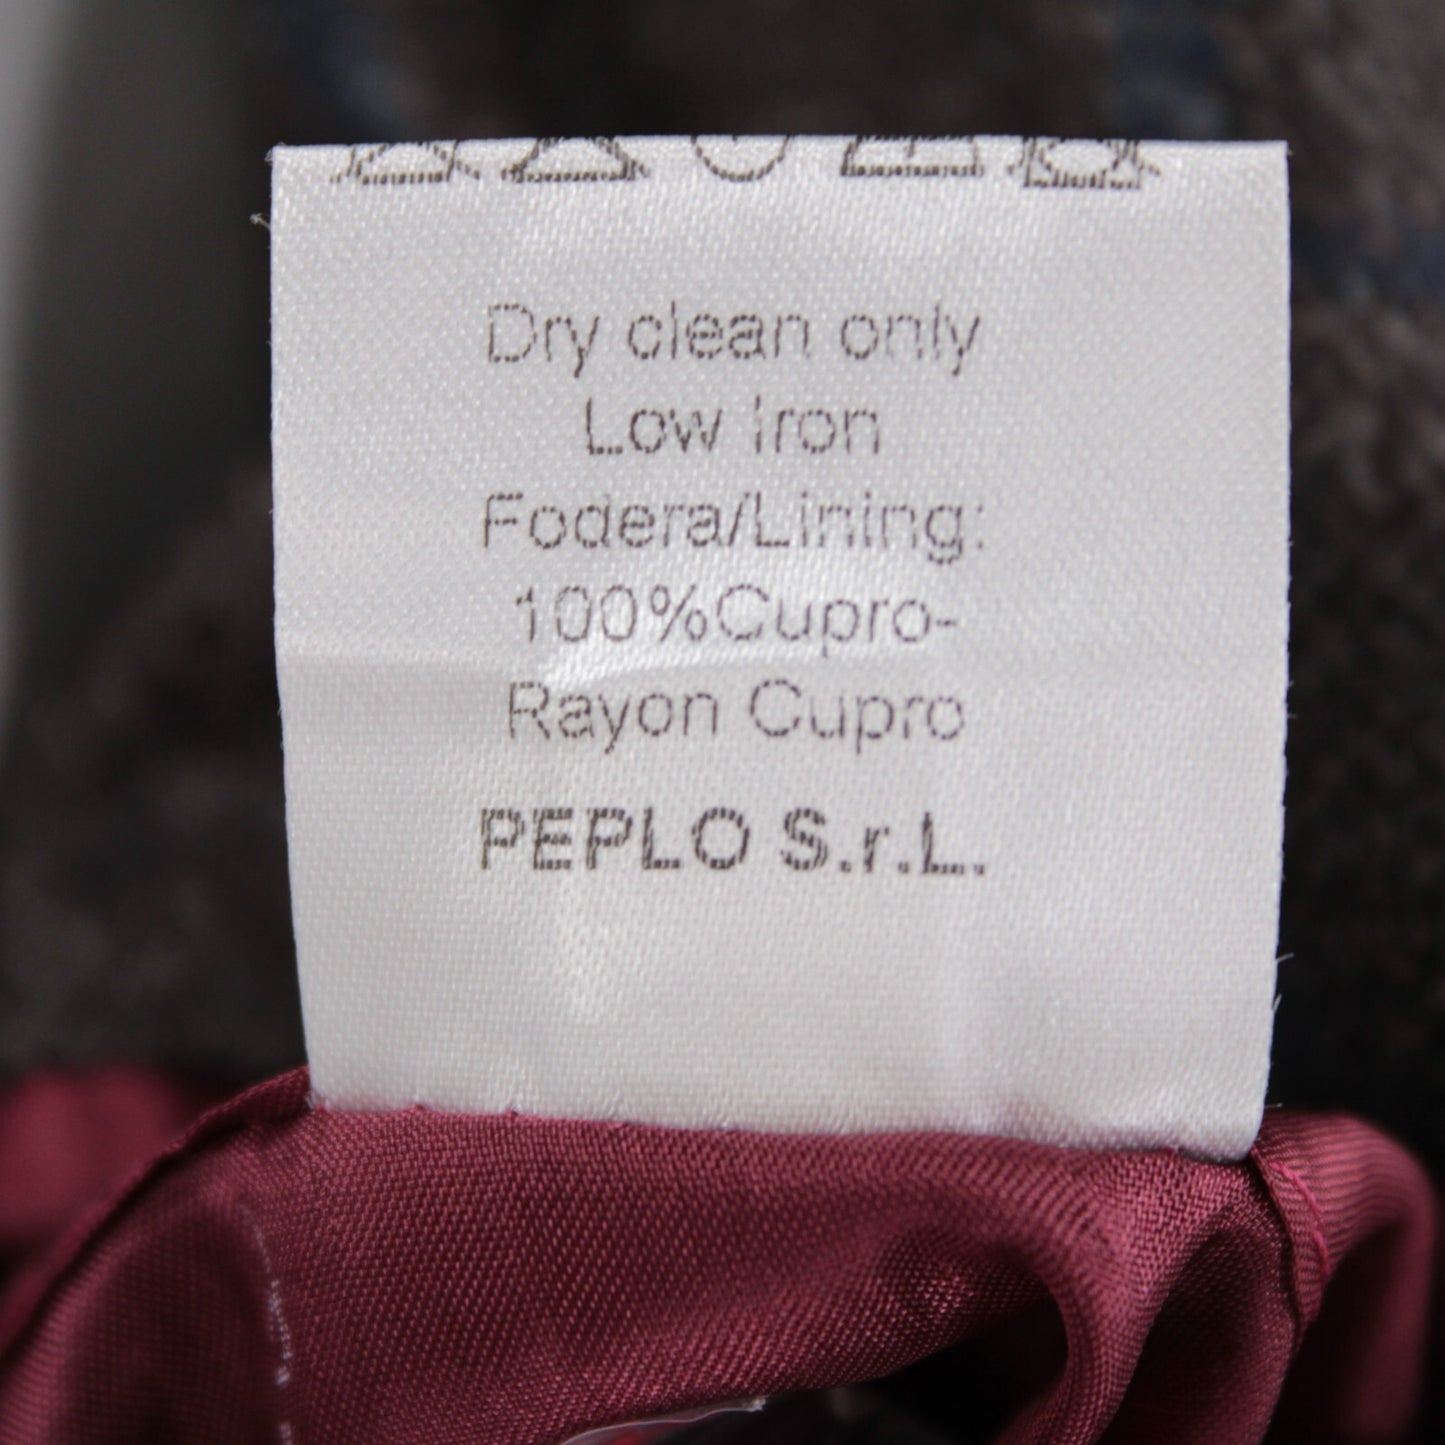 Dry clean only
Low Iron
Fodera/Lining:
100%Cupro-
Rayon Cupro
PEPLO S.r.L.